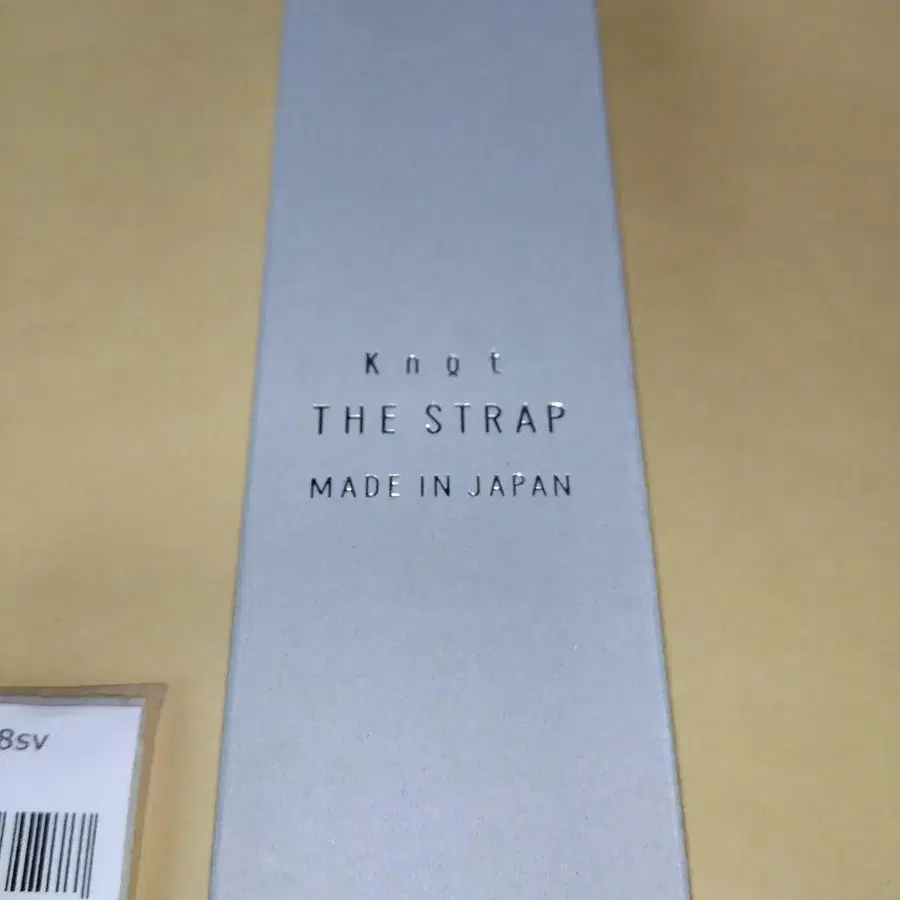 Knot
THE STRAP
MADE IN JAPAN
8sv